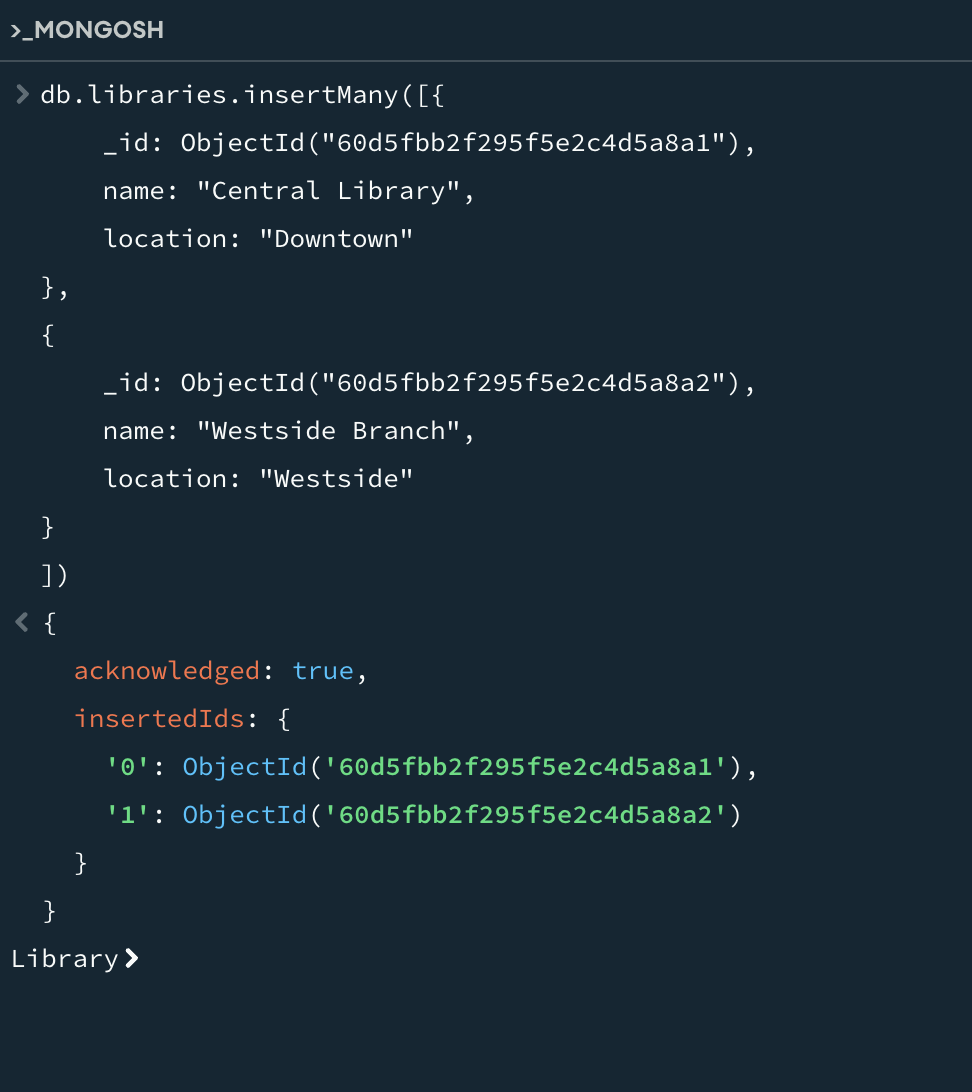 >_MONGOSH
> db.libraries.insertMany([{
_id: ObjectId("60d5fbb2f295f5e2c4d5a8a1"),
name: "Central Library",
location: "Downtown"
},
{
_id: ObjectId("60d5fbb2f295f5e2c4d5a8a2"),
name: "Westside Branch",
location: "Westside"
}
])
< {
acknowledged: true,
insertedIds: {
'0': ObjectId('60d5fbb2f295f5e2c4d5a8a1'),
'1': ObjectId('60d5fbb2f295f5e2c4d5a8a2')
}
}
Library>